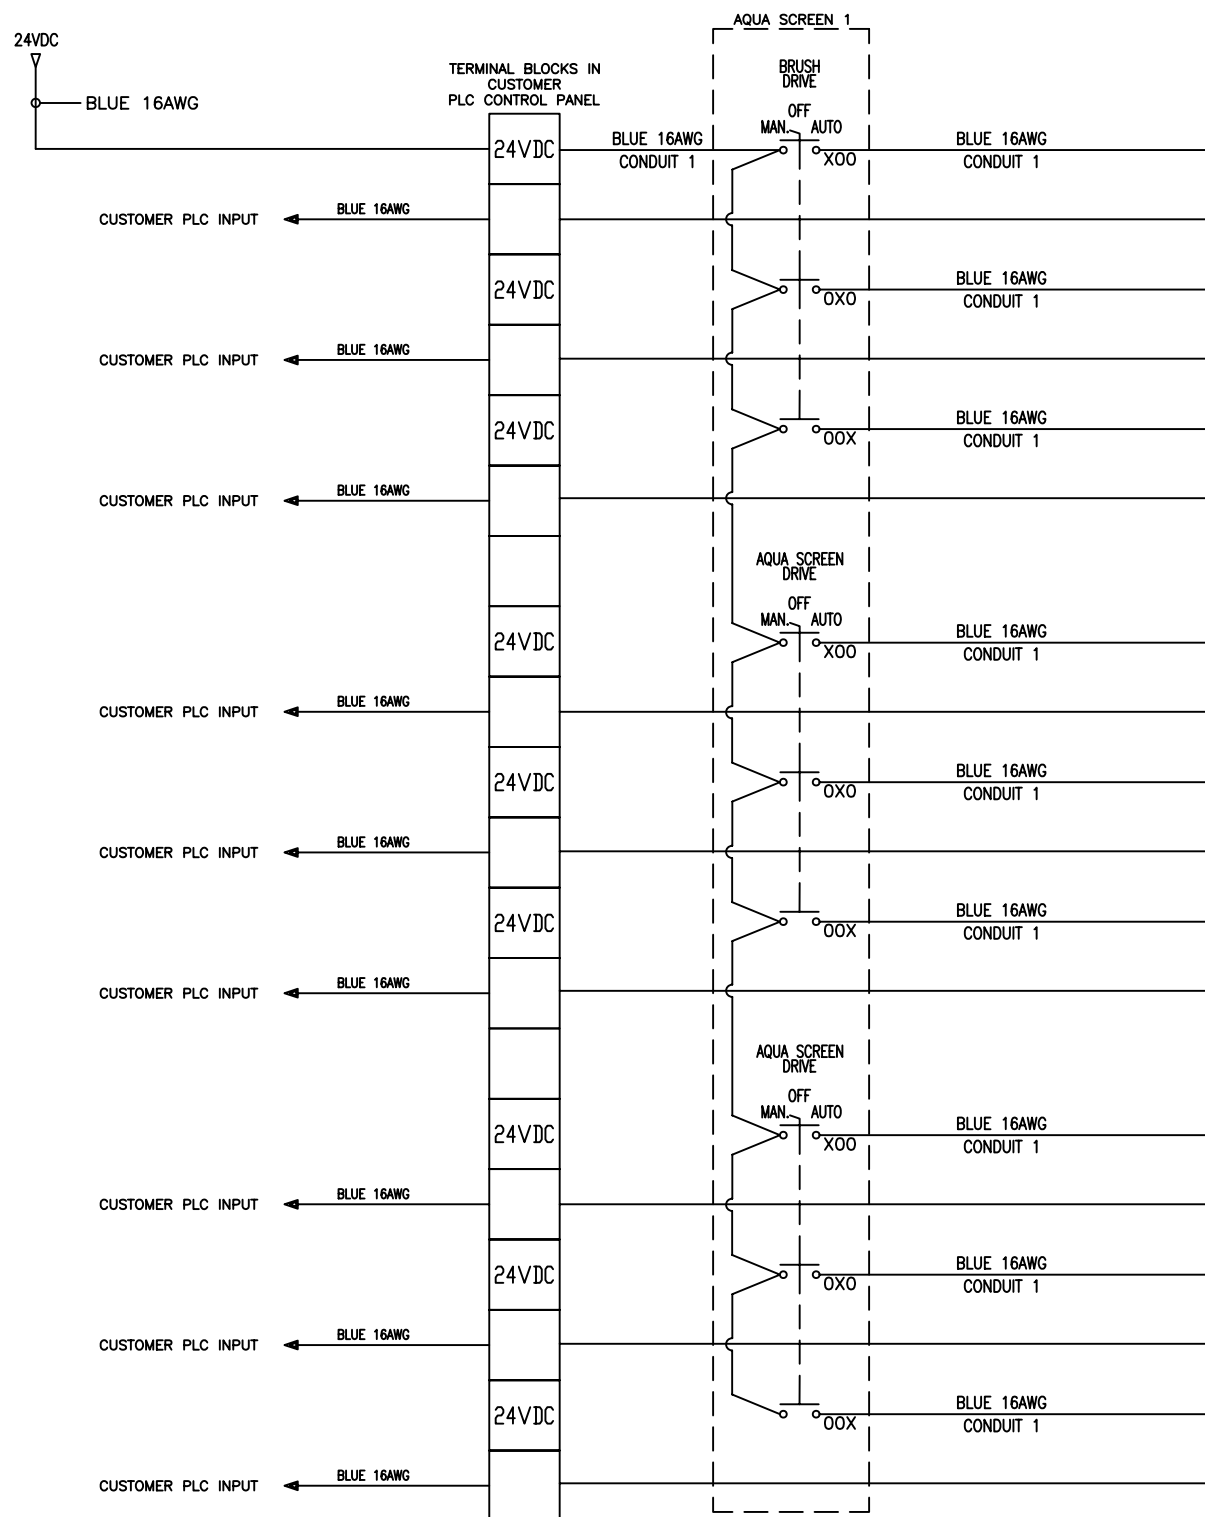 AQUA SCREEN 1
24VDC
BLUE 16AWG
TERMINAL BLOCKS IN
CUSTOMER
PLC CONTROL PANEL
BRUSH
DRIVE
OFF
MAN. AUTO
24VDC
BLUE 16AWG
CONDUIT 1
XOO
BLUE 16AWG
CONDUIT 1
CUSTOMER PLC INPUT
BLUE 16AWG
24VDC
OXO
BLUE 16AWG
CONDUIT 1
CUSTOMER PLC INPUT
BLUE 16AWG
24VDC
OOX
BLUE 16AWG
CONDUIT 1
CUSTOMER PLC INPUT
BLUE 16AWG
AQUA SCREEN
DRIVE
OFF
MAN. AUTO
24VDC
XOO
BLUE 16AWG
CONDUIT 1
CUSTOMER PLC INPUT
BLUE 16AWG
24VDC
OXO
BLUE 16AWG
CONDUIT 1
CUSTOMER PLC INPUT
BLUE 16AWG
24VDC
OOX
BLUE 16AWG
CONDUIT 1
CUSTOMER PLC INPUT
BLUE 16AWG
AQUA SCREEN
DRIVE
OFF
MAN. AUTO
24VDC
XOO
BLUE 16AWG
CONDUIT 1
CUSTOMER PLC INPUT
BLUE 16AWG
24VDC
OXO
BLUE 16AWG
CONDUIT 1
CUSTOMER PLC INPUT
BLUE 16AWG
24VDC
OOX
BLUE 16AWG
CONDUIT 1
CUSTOMER PLC INPUT
BLUE 16AWG